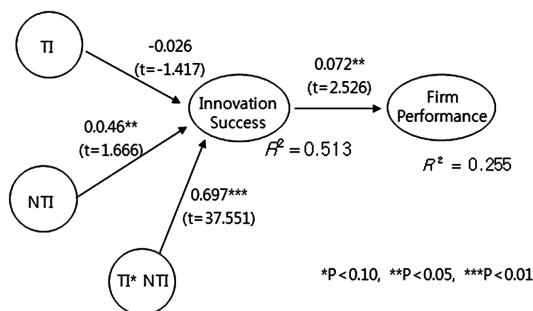 TI
-0.026
(t=-1.417)
0.072**
(t=2.526)
Innovation
Success
Firm
Performance
R² = 0.513
R² = 0.255
0.0.46**
(t=1.666)
NTI
0.697***
(t=37.551)
TI* NTI
*P<0.10, **P<0.05, ***P<0.01